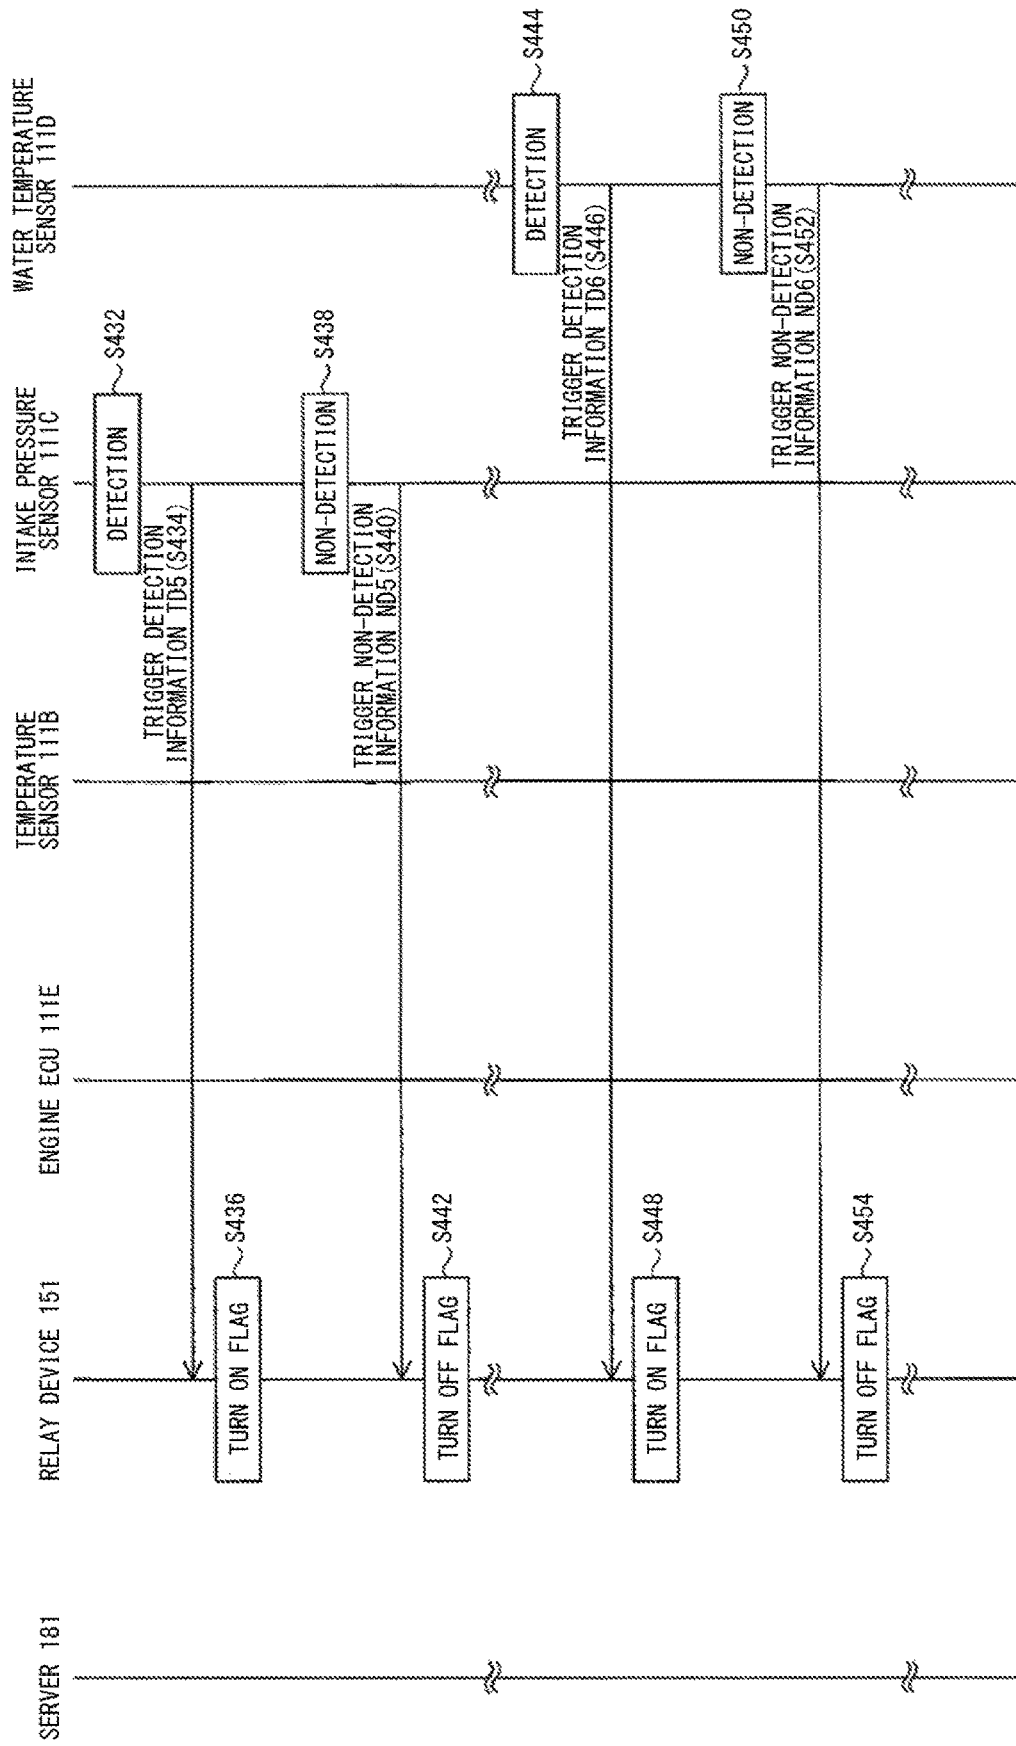 SERVER 181
RELAY DEVICE 151
ENGINE ECU 111E
TEMPERATURE
SENSOR 111B
INTAKE PRESSURE
SENSOR 111C
WATER TEMPERATURE
SENSOR 111D
DETECTION
S432
TRIGGER DETECTION
INFORMATION TD5(S434)
TURN ON FLAG
S436
NON-DETECTION
S438
TRIGGER NON-DETECTION
INFORMATION ND5(S440)
TURN OFF FLAG
S442
DETECTION
S444
TRIGGER DETECTION
INFORMATION TD6(S446)
TURN ON FLAG
S448
NON-DETECTION
S450
TRIGGER NON-DETECTION
INFORMATION ND6(S452)
TURN OFF FLAG
S454